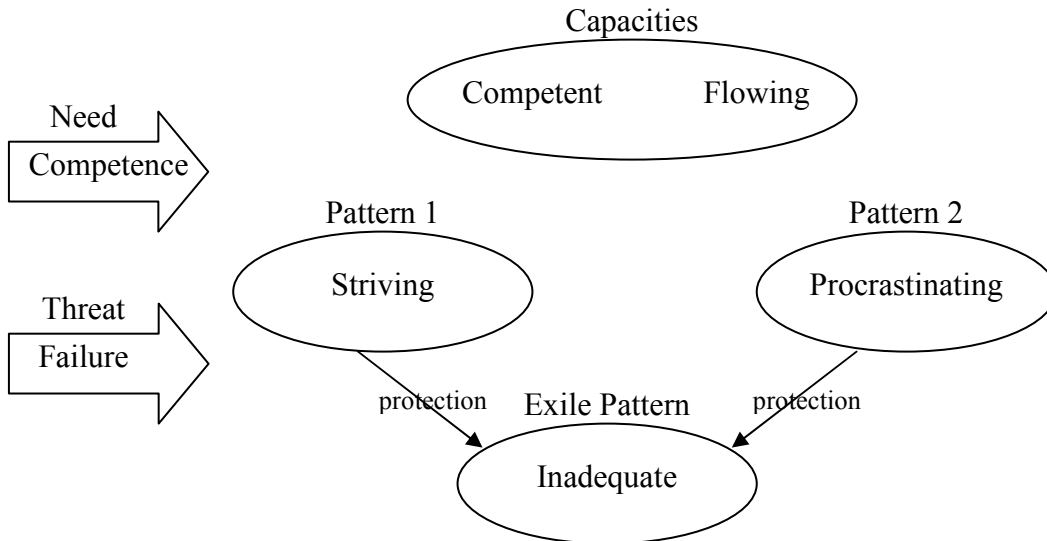 Capacities
Competent Flowing
Need
Competence
Pattern 1 Pattern 2
Striving Procrastinating
Threat
Failure
protection protection
Exile Pattern
Inadequate